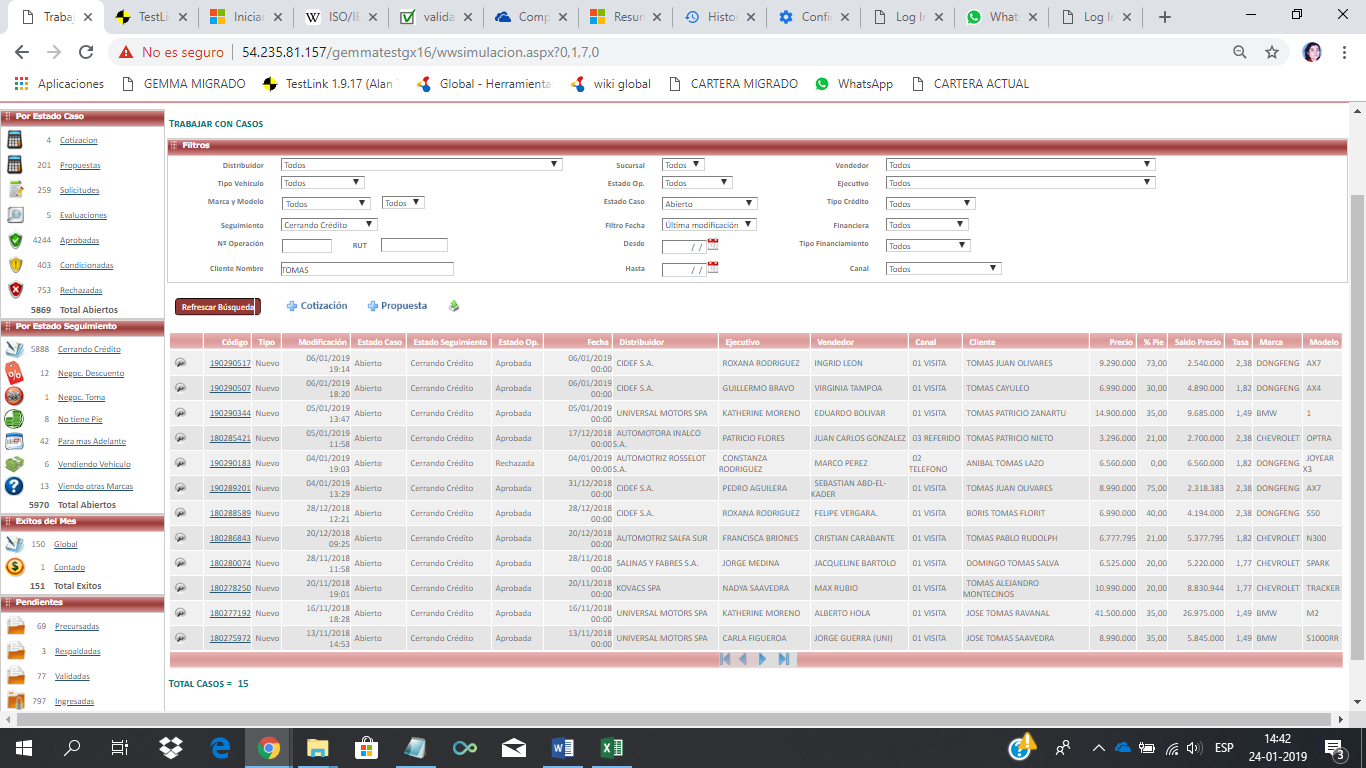 Trabaj
TestLin
Iniciar
ISO/IE
valida
Comp
Resun
Histor
Config
Log In
Whats
Log In
No es seguro | 54.235.81.157/gemmatestgx16/wwsimulacion.aspx?0,1,7,0
Aplicaciones GEMMA MIGRADO TestLink 1.9.17 (Alan Global - Herramienta: wiki global CARTERA MIGRADO WhatsApp CARTERA ACTUAL
Por Estado Caso
4 Cotizacion
201 Propuestas
259 Solicitudes
5 Evaluaciones
4244 Aprobadas
403 Condicionadas
753 Rechazadas
5869 Total Abiertos
Por Estado Seguimiento
5888 Cerrando Crédito
12 Negoc. Descuento
1 Negoc. Toma
8 No tiene Pie
42 Para mas Adelante
6 Vendiendo Vehículo
13 Viendo otras Marcas
5970 Total Abiertos
Exitos del Mes
150 Global
1 Contado
151 Total Exitos
Pendientes
69 Precursadas
3 Respaldadas
77 Validadas
797 Ingresadas
Trabajar con Casos
Filtros
Distribuidor Todos Sucursal Todos Vendedor Todos
Tipo Vehículo Todos Estado Op. Todos Ejecutivo Todos
Marca y Modelo Todos Todos Estado Caso Abierto Tipo Crédito Todos
Seguimiento Cerrando Crédito Filtro Fecha Última modificación Financiera Todos
Nº Operación RUT Desde / / Tipo Financiamiento Todos
Cliente Nombre TOMAS Hasta / / Canal Todos
Refrescar Búsqueda Cotización Propuesta
Código Tipo Modificación Estado Caso Estado Seguimiento Estado Op. Fecha Distribuidor Ejecutivo Vendedor Canal Cliente Precio % Pie Saldo Precio Tasa Marca Modelo
190290517 Nuevo 06/01/2019 19:14 Abierto Cerrando Crédito Aprobada 06/01/2019 00:00 CIDEF S.A. ROXANA RODRIGUEZ INGRID LEON 01 VISITA TOMAS JUAN OLIVARES 9.290.000 73,00 2.540.000 2,38 DONGFENG AX7
190290507 Nuevo 06/01/2019 18:20 Abierto Cerrando Crédito Aprobada 06/01/2019 00:00 CIDEF S.A. GUILLERMO BRAVO VIRGINIA TAMPOA 01 VISITA TOMAS CAYULEO 6.990.000 30,00 4.890.000 1,82 DONGFENG AX4
190290344 Nuevo 05/01/2019 13:47 Abierto Cerrando Crédito Aprobada 05/01/2019 00:00 UNIVERSAL MOTORS SPA KATHERINE MORENO EDUARDO BOLIVAR 01 VISITA TOMAS PATRICIO ZANARTU 14.900.000 35,00 9.685.000 1,49 BMW 1
180285421 Nuevo 05/01/2019 11:58 Abierto Cerrando Crédito Aprobada 17/12/2018 00:00 AUTOMOTORA INALCO S.A. PATRICIO FLORES JUAN CARLOS GONZALEZ 03 REFERIDO TOMAS PATRICIO NIETO 3.296.000 21,00 2.700.000 2,38 CHEVROLET OPTRA
190290183 Nuevo 04/01/2019 19:03 Abierto Cerrando Crédito Rechazada 04/01/2019 00:00 AUTOMOTRIZ ROSSELOT S.A. CONSTANZA RODRIGUEZ MARCO PEREZ 02 TELEFONO ANIBAL TOMAS LAZO 6.560.000 0,00 6.560.000 1,82 DONGFENG JOYEAR X3
190289201 Nuevo 04/01/2019 13:29 Abierto Cerrando Crédito Aprobada 31/12/2018 00:00 CIDEF S.A. PEDRO AGUILERA SEBASTIAN ABD-EL-KADER 01 VISITA TOMAS JUAN OLIVARES 8.990.000 75,00 2.318.383 2,38 DONGFENG AX7
180288589 Nuevo 28/12/2018 12:21 Abierto Cerrando Crédito Aprobada 28/12/2018 00:00 CIDEF S.A. ROXANA RODRIGUEZ FELIPE VERGARA. 01 VISITA BORIS TOMAS FLORIT 6.990.000 40,00 4.194.000 2,38 DONGFENG S50
180286843 Nuevo 20/12/2018 09:25 Abierto Cerrando Crédito Aprobada 20/12/2018 00:00 AUTOMOTRIZ SALFA SUR FRANCISCA BRIONES CRISTIAN CARABANTE 01 VISITA TOMAS PABLO RUDOLPH 6.777.795 21,00 5.377.795 1,82 CHEVROLET N300
180280074 Nuevo 28/11/2018 11:58 Abierto Cerrando Crédito Aprobada 28/11/2018 00:00 SALINAS Y FABRES S.A. JORGE MEDINA JACQUELINE BARTOLO 01 VISITA DOMINGO TOMAS SALVA 6.525.000 20,00 5.220.000 1,77 CHEVROLET SPARK
180278250 Nuevo 20/11/2018 19:01 Abierto Cerrando Crédito Aprobada 20/11/2018 00:00 KOVACS SPA NADYA SAAVEDRA MAX RUBIO 01 VISITA TOMAS ALEJANDRO MONTECINOS 10.990.000 20,00 8.830.944 1,77 CHEVROLET TRACKER
180277192 Nuevo 16/11/2018 18:28 Abierto Cerrando Crédito Aprobada 16/11/2018 00:00 UNIVERSAL MOTORS SPA KATHERINE MORENO ALBERTO HOLA 01 VISITA JOSE TOMAS RAVANAL 41.500.000 35,00 26.975.000 1,49 BMW M2
180275972 Nuevo 13/11/2018 14:53 Abierto Cerrando Crédito Aprobada 13/11/2018 00:00 UNIVERSAL MOTORS SPA CARLA FIGUEROA JORGE GUERRA (UNI) 01 VISITA JOSE TOMAS SAAVEDRA 8.990.000 35,00 5.845.000 1,49 BMW S1000RR
Total Casos = 15
ESP 14:42
24-01-2019
3